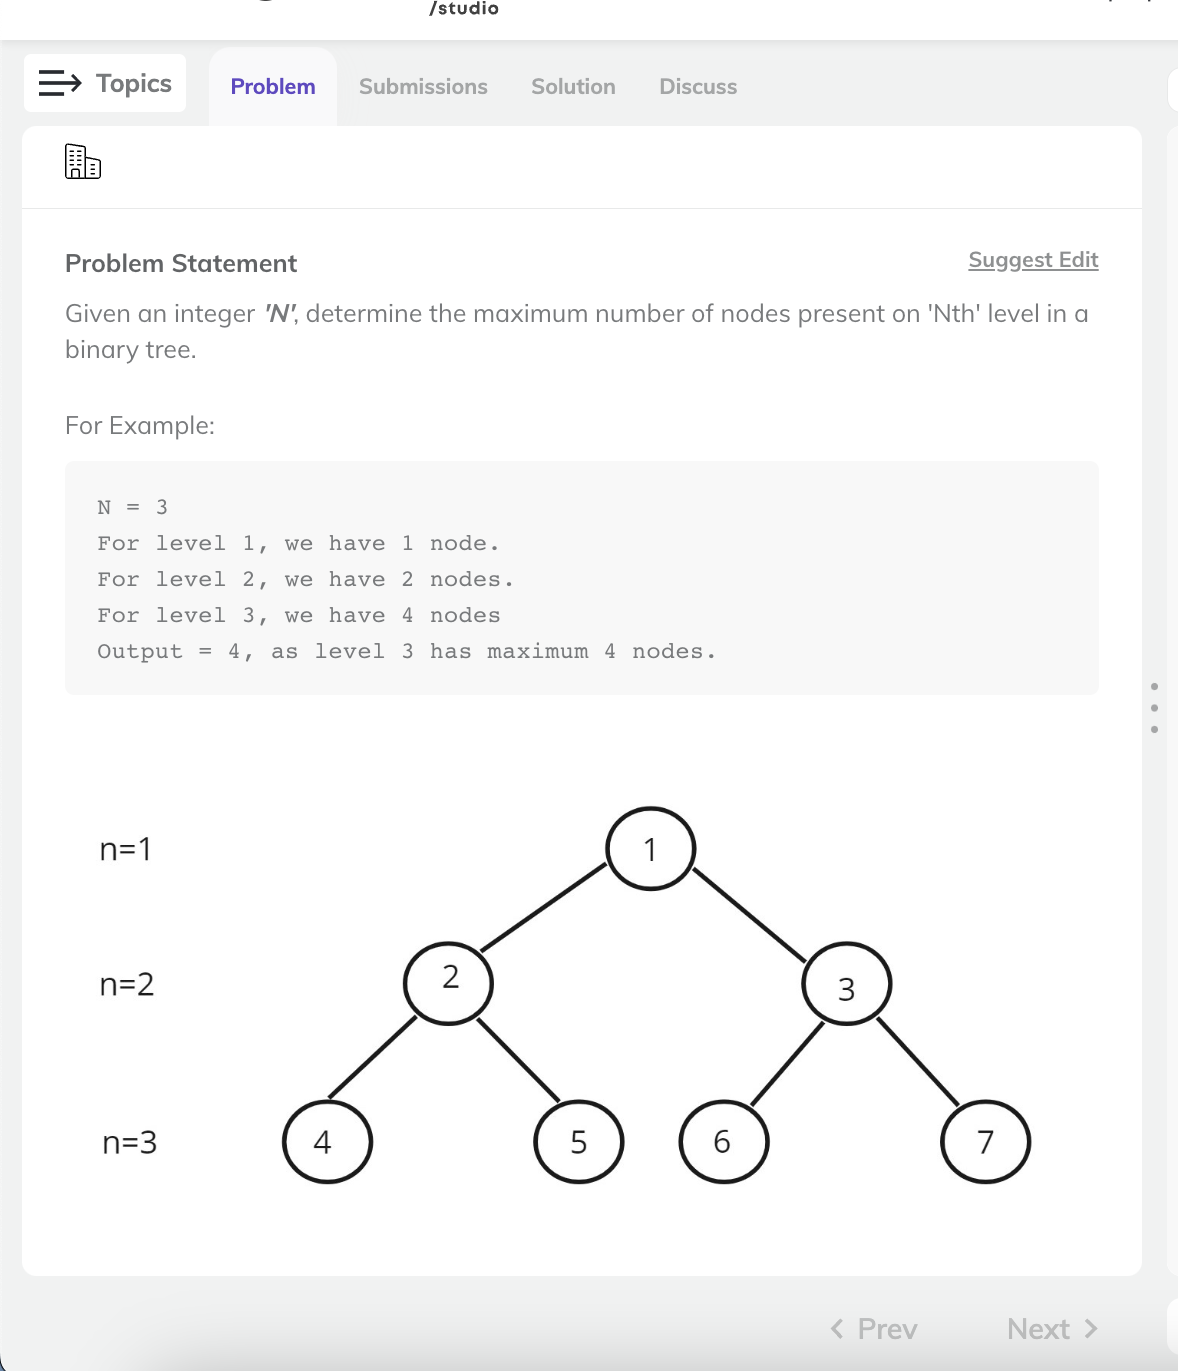 /studio
Topics
Problem
Submissions
Solution
Discuss
Problem Statement
Suggest Edit
Given an integer 'N', determine the maximum number of nodes present on 'Nth' level in a
binary tree.
For Example:
N = 3
For level 1, we have 1 node.
For level 2, we have 2 nodes.
For level 3, we have 4 nodes
Output = 4, as level 3 has maximum 4 nodes.
n=1
1
n=2
2
3
n=3
4
5
6
7
Prev
Next